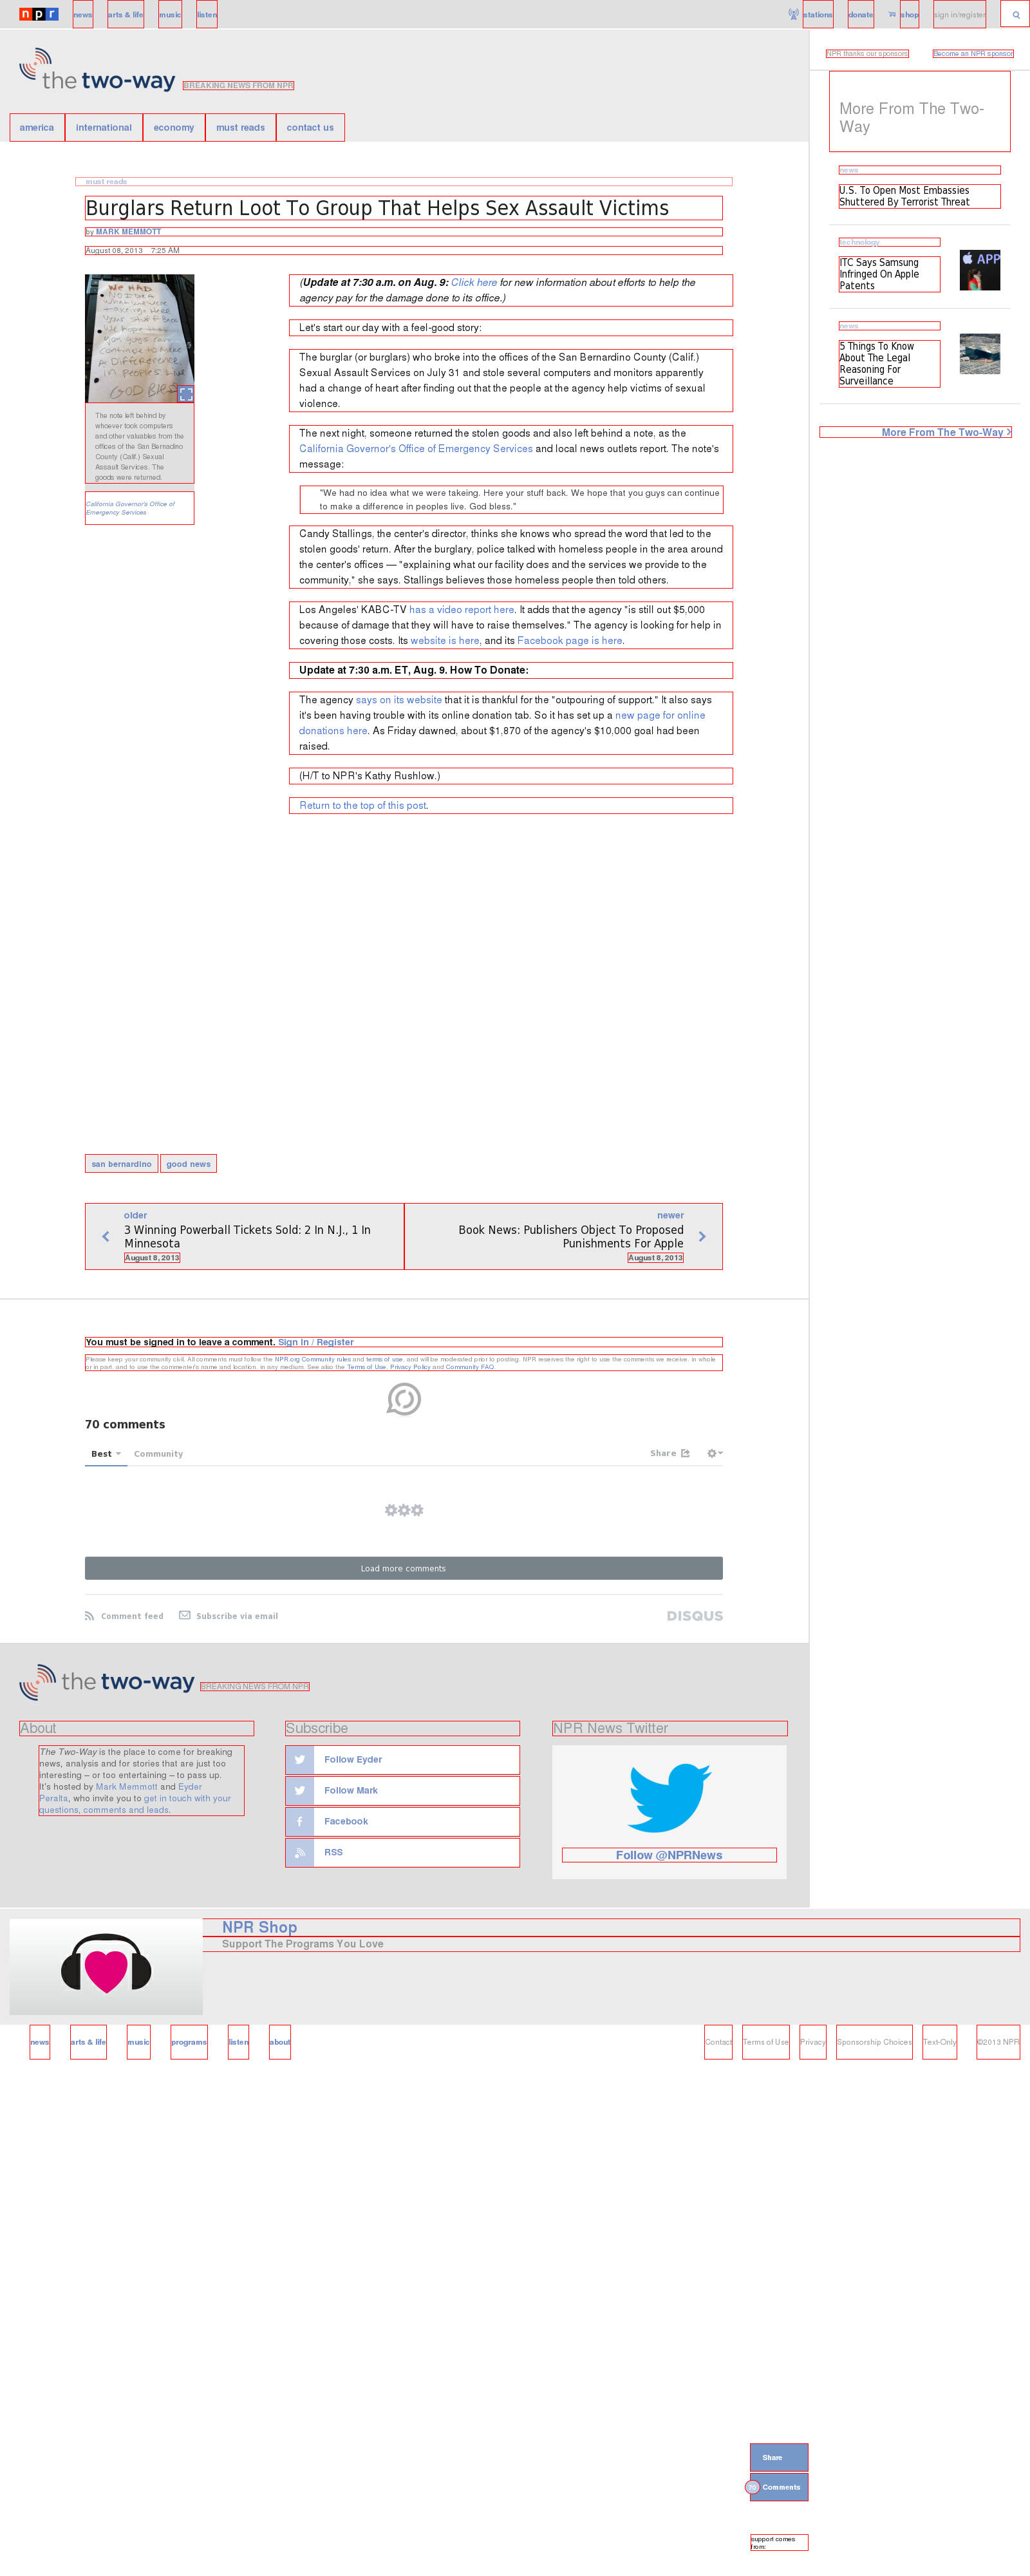 npr news arts & life music listen stations donate shop sign in/register
NPR thanks our sponsors Become an NPR sponsor
the two-way BREAKING NEWS FROM NPR
america international economy must reads contact us
must reads
Burglars Return Loot To Group That Helps Sex Assault Victims
by MARK MEMMOTT
August 08, 2013 7:25 AM
WE HAD
The note left behind by
whoever took computers
and other valuables from the
offices of the San Bernadino
County (Calif.) Sexual
Assault Services. The
goods were returned.
California Governor's Office of
Emergency Services
(Update at 7:30 a.m. on Aug. 9: Click here for new information about efforts to help the
agency pay for the damage done to its office.)
Let's start our day with a feel-good story:
The burglar (or burglars) who broke into the offices of the San Bernardino County (Calif.)
Sexual Assault Services on July 31 and stole several computers and monitors apparently
had a change of heart after finding out that the people at the agency help victims of sexual
violence.
The next night, someone returned the stolen goods and also left behind a note, as the
California Governor's Office of Emergency Services and local news outlets report. The note's
message:
"We had no idea what we were takeing. Here your stuff back. We hope that you guys can continue
to make a difference in peoples live. God bless."
Candy Stallings, the center's director, thinks she knows who spread the word that led to the
stolen goods' return. After the burglary, police talked with homeless people in the area around
the center's offices — "explaining what our facility does and the services we provide to the
community," she says. Stallings believes those homeless people then told others.
Los Angeles' KABC-TV has a video report here. It adds that the agency "is still out $5,000
because of damage that they will have to raise themselves." The agency is looking for help in
covering those costs. Its website is here, and its Facebook page is here.
Update at 7:30 a.m. ET, Aug. 9. How To Donate:
The agency says on its website that it is thankful for the "outpouring of support." It also says
it's been having trouble with its online donation tab. So it has set up a new page for online
donations here. As Friday dawned, about $1,870 of the agency's $10,000 goal had been
raised.
(H/T to NPR's Kathy Rushlow.)
Return to the top of this post.
More From The Two-
Way
news
U.S. To Open Most Embassies
Shuttered By Terrorist Threat
technology
ITC Says Samsung
Infringed On Apple
Patents
APP
news
5 Things To Know
About The Legal
Reasoning For
Surveillance
More From The Two-Way
san bernardino good news
older
3 Winning Powerball Tickets Sold: 2 In N.J., 1 In
Minnesota
August 8, 2013
newer
Book News: Publishers Object To Proposed
Punishments For Apple
August 8, 2013
You must be signed in to leave a comment. Sign In / Register
Please keep your community civil. All comments must follow the NPR.org Community rules and terms of use, and will be moderated prior to posting. NPR reserves the right to use the comments we receive, in whole
or in part, and to use the commenter's name and location, in any medium. See also the Terms of Use, Privacy Policy and Community FAQ.
70 comments
Best Community Share
Load more comments
Comment feed Subscribe via email DISQUS
the two-way BREAKING NEWS FROM NPR
About
The Two-Way is the place to come for breaking
news, analysis and for stories that are just too
interesting – or too entertaining – to pass up.
It's hosted by Mark Memmott and Eyder
Peralta, who invite you to get in touch with your
questions, comments and leads.
Subscribe
Follow Eyder
Follow Mark
Facebook
RSS
NPR News Twitter
Follow @NPRNews
NPR Shop
Support The Programs You Love
news arts & life music programs listen about Contact Terms of Use Privacy Sponsorship Choices Text-Only ©2013 NPR
Share
70 Comments
support comes
from: